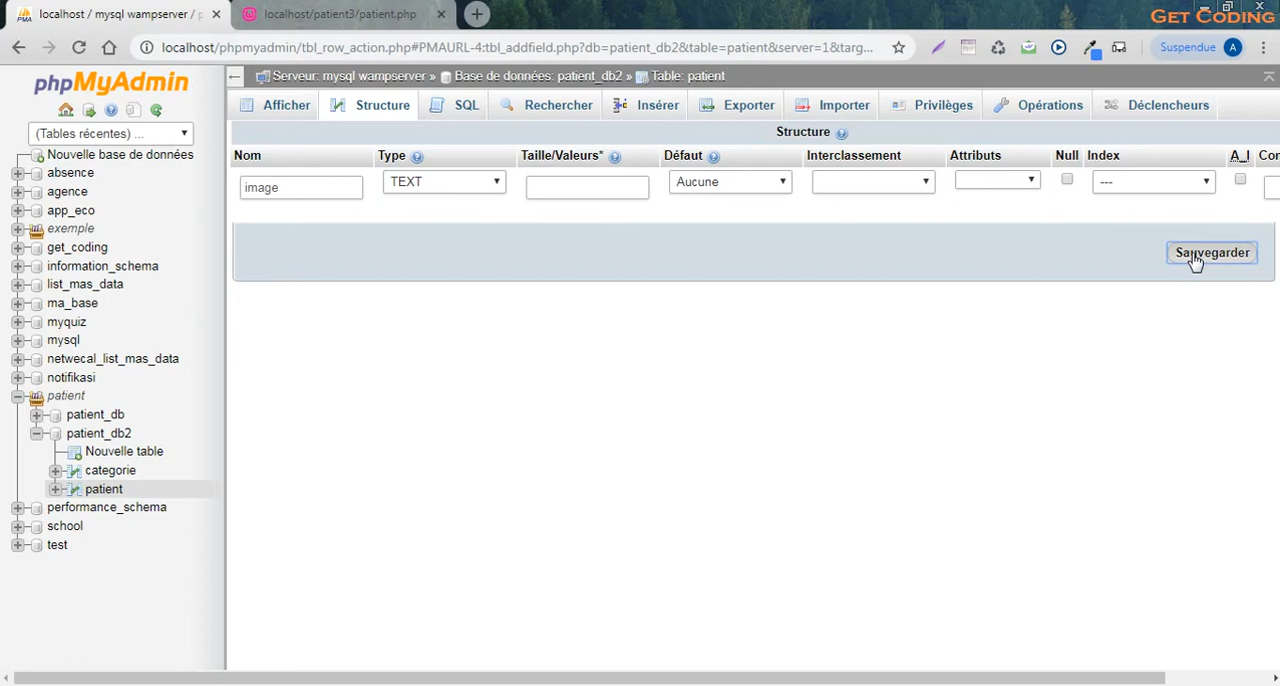 localhost / mysql wampserver / p
localhost/patient3/patient.php
GET CODING
localhost/phpmyadmin/tbl_row_action.php#PMAURL-4:tbl_addfield.php?db=patient_db2&table=patient&server=1&targ...
Suspendue A
phpMyAdmin
Serveur: mysql wampserver » Base de données: patient_db2 » Table: patient
Afficher Structure SQL Rechercher Insérer Exporter Importer Privilèges Opérations Déclencheurs
(Tables récentes) ...
Structure
Nouvelle base de données
Nom Type Taille/Valeurs* Défaut Interclassement Attributs Null Index A_I Cor
absence
image TEXT Aucune ---
agence
app_eco
exemple
get_coding
Sauvegarder
information_schema
list_mas_data
ma_base
myquiz
mysql
netwecal_list_mas_data
notifikasi
patient
patient_db
patient_db2
Nouvelle table
categorie
patient
performance_schema
school
test